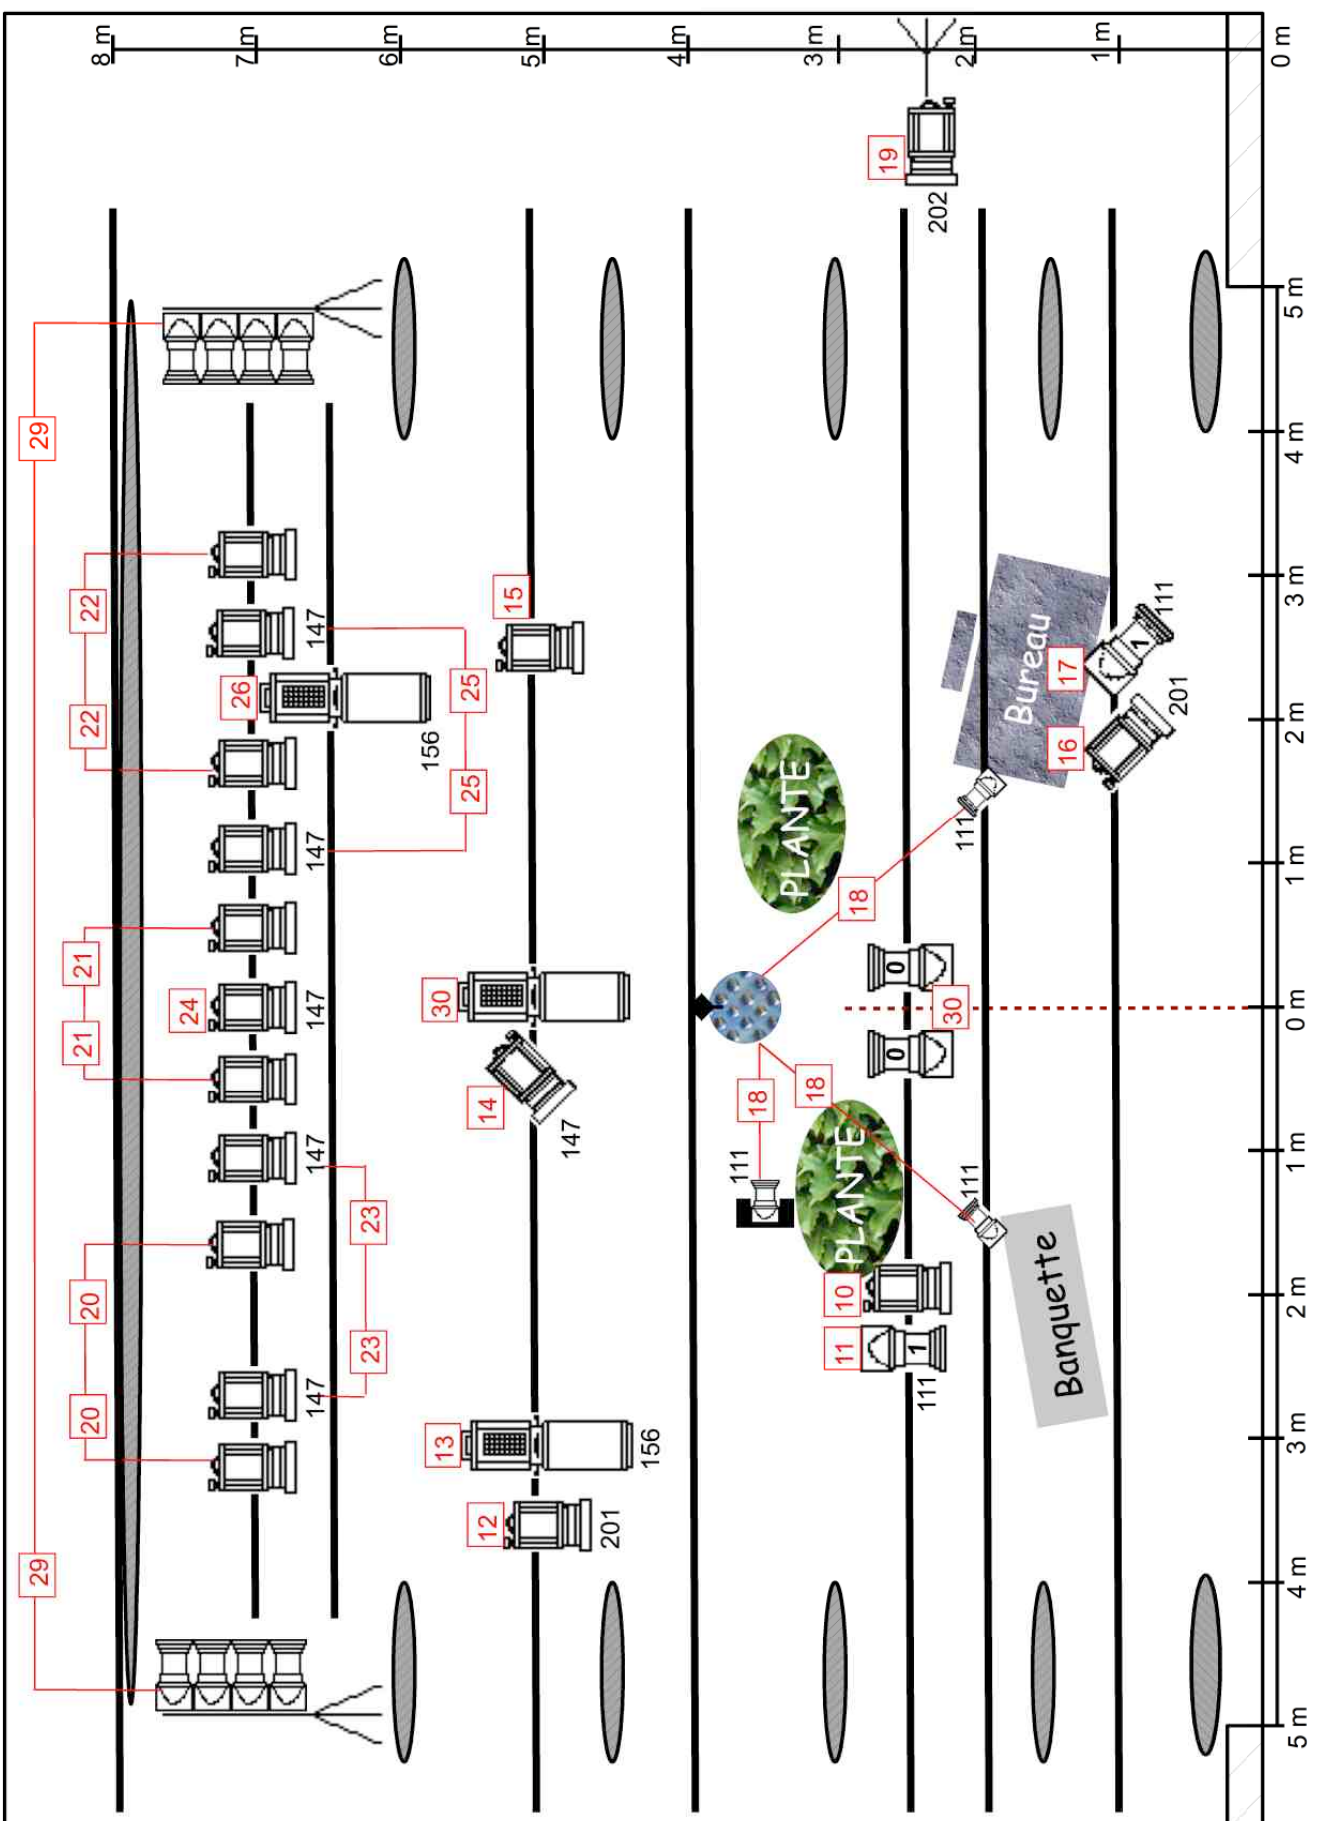 29 29
20 20 21 21 22 22
8 m
24
26
7 m
147 147 147 147 147
23 23
6 m
156
13 30
25 25
12 14
15
5 m
147
201
156
4 m
111
18
PLANTE
18
3 m
11 10
PLANTE
18
19
0 0
1
111
202
30
2 m
111 111
Bureau
Banquette
16 17
1 m
1
201 111
0 m
5 m 4 m 3 m 2 m 1 m 0 m 1 m 2 m 3 m 4 m 5 m